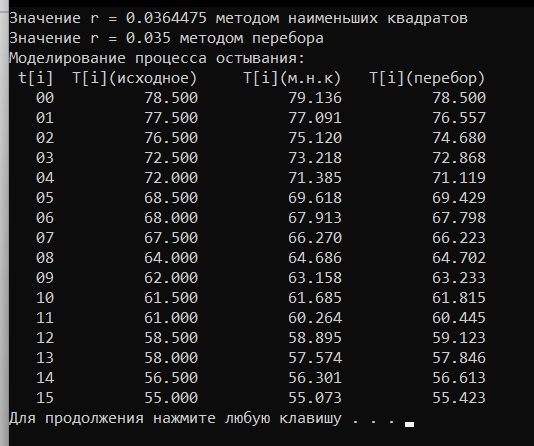 Значение r = 0.0364475 методом наименьших квадратов
Значение r = 0.035 методом перебора
Моделирование процесса остывания:
t[i] T[i](исходное) T[i](м.н.к) T[i](перебор)
00 78.500 79.136 78.500
01 77.500 77.091 76.557
02 76.500 75.120 74.680
03 72.500 73.218 72.868
04 72.000 71.385 71.119
05 68.500 69.618 69.429
06 68.000 67.913 67.798
07 67.500 66.270 66.223
08 64.000 64.686 64.702
09 62.000 63.158 63.233
10 61.500 61.685 61.815
11 61.000 60.264 60.445
12 58.500 58.895 59.123
13 58.000 57.574 57.846
14 56.500 56.301 56.613
15 55.000 55.073 55.423
Для продолжения нажмите любую клавишу . . .